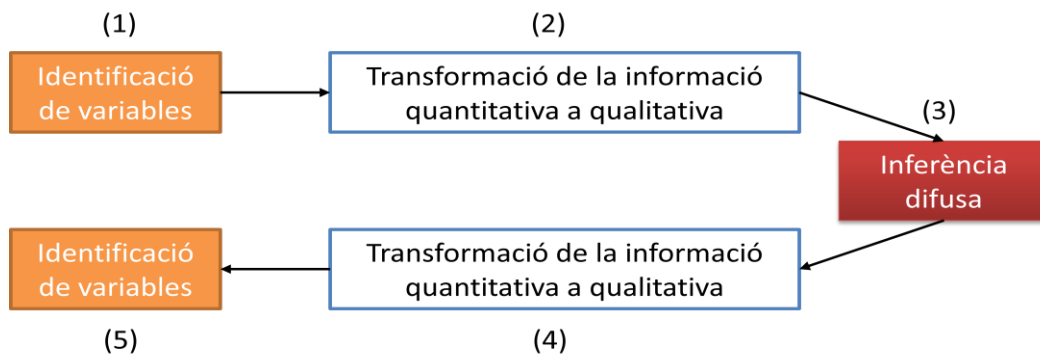 (1)
(2)
Identificació
de variables
Transformació de la informació
quantitativa a qualitativa
(3)
Inferència
difusa
Identificació
de variables
Transformació de la informació
quantitativa a qualitativa
(5)
(4)